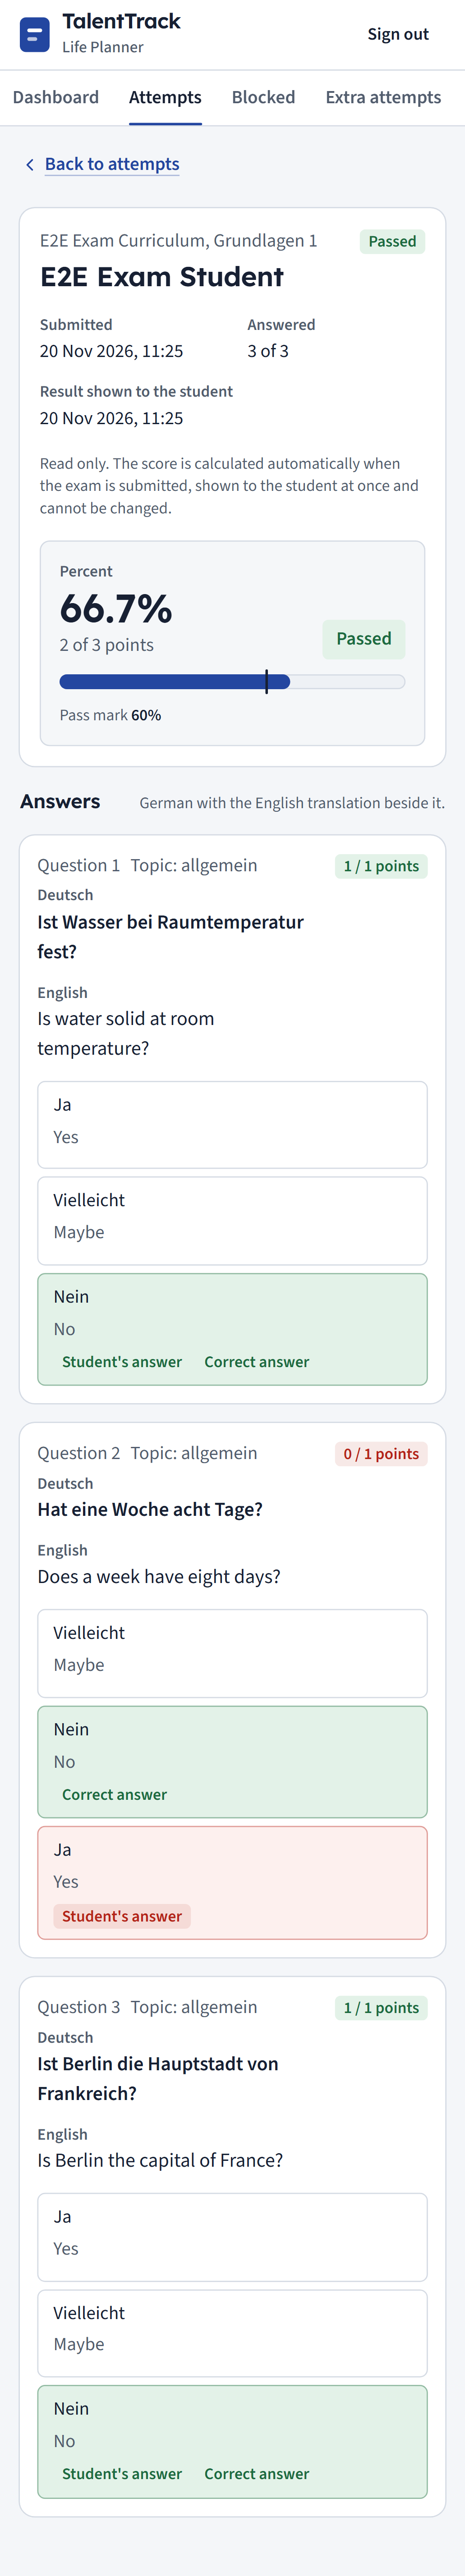 TalentTrack
Life Planner
Sign out
Dashboard Attempts Blocked Extra attempts
Back to attempts
E2E Exam Curriculum, Grundlagen 1
Passed
E2E Exam Student
Submitted
20 Nov 2026, 11:25
Answered
3 of 3
Result shown to the student
20 Nov 2026, 11:25
Read only. The score is calculated automatically when
the exam is submitted, shown to the student at once and
cannot be changed.
Percent
66.7%
2 of 3 points
Passed
Pass mark 60%
Answers
German with the English translation beside it.
Question 1 Topic: allgemein
1 / 1 points
Deutsch
Ist Wasser bei Raumtemperatur
fest?
English
Is water solid at room
temperature?
Ja
Yes
Vielleicht
Maybe
Nein
No
Student's answer Correct answer
Question 2 Topic: allgemein
0 / 1 points
Deutsch
Hat eine Woche acht Tage?
English
Does a week have eight days?
Vielleicht
Maybe
Nein
No
Correct answer
Ja
Yes
Student's answer
Question 3 Topic: allgemein
1 / 1 points
Deutsch
Ist Berlin die Hauptstadt von
Frankreich?
English
Is Berlin the capital of France?
Ja
Yes
Vielleicht
Maybe
Nein
No
Student's answer Correct answer